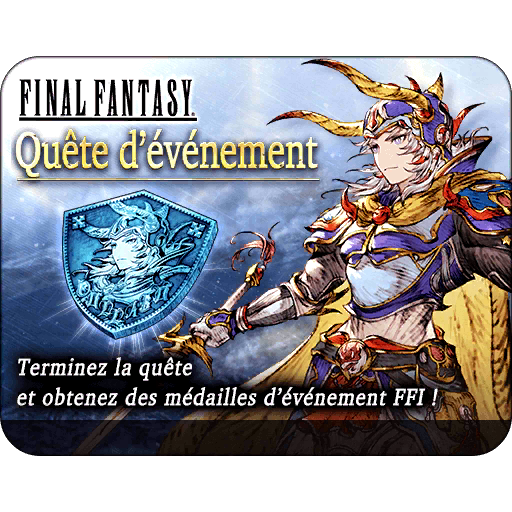 FINAL FANTASY®
Quête d'événement
Terminez la quête
et obtenez des médailles d'événement FFI !